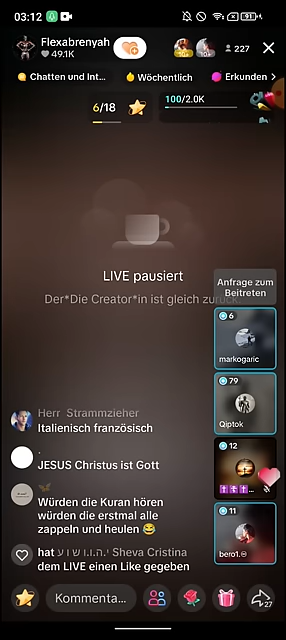 03:12
91
Flexabrenyah
49.1K
227
Chatten und Int...
Wöchentlich
Erkunden
6/18
100/2.0K
LIVE pausiert
Der*Die Creator*in ist gleich zurück
Anfrage zum
Beitreten
6
markogaric
79
Qiptok
12
11
bero1.
Herr Strammzieher
Italienisch französisch
.
JESUS Christus ist Gott
Würden die Kuran hören
würden die erstmal alle
zappeln und heulen 😂
hat ש ו ע .י.ה.ו.ו Sheva Cristina
dem LIVE einen Like gegeben
Kommenta...
27